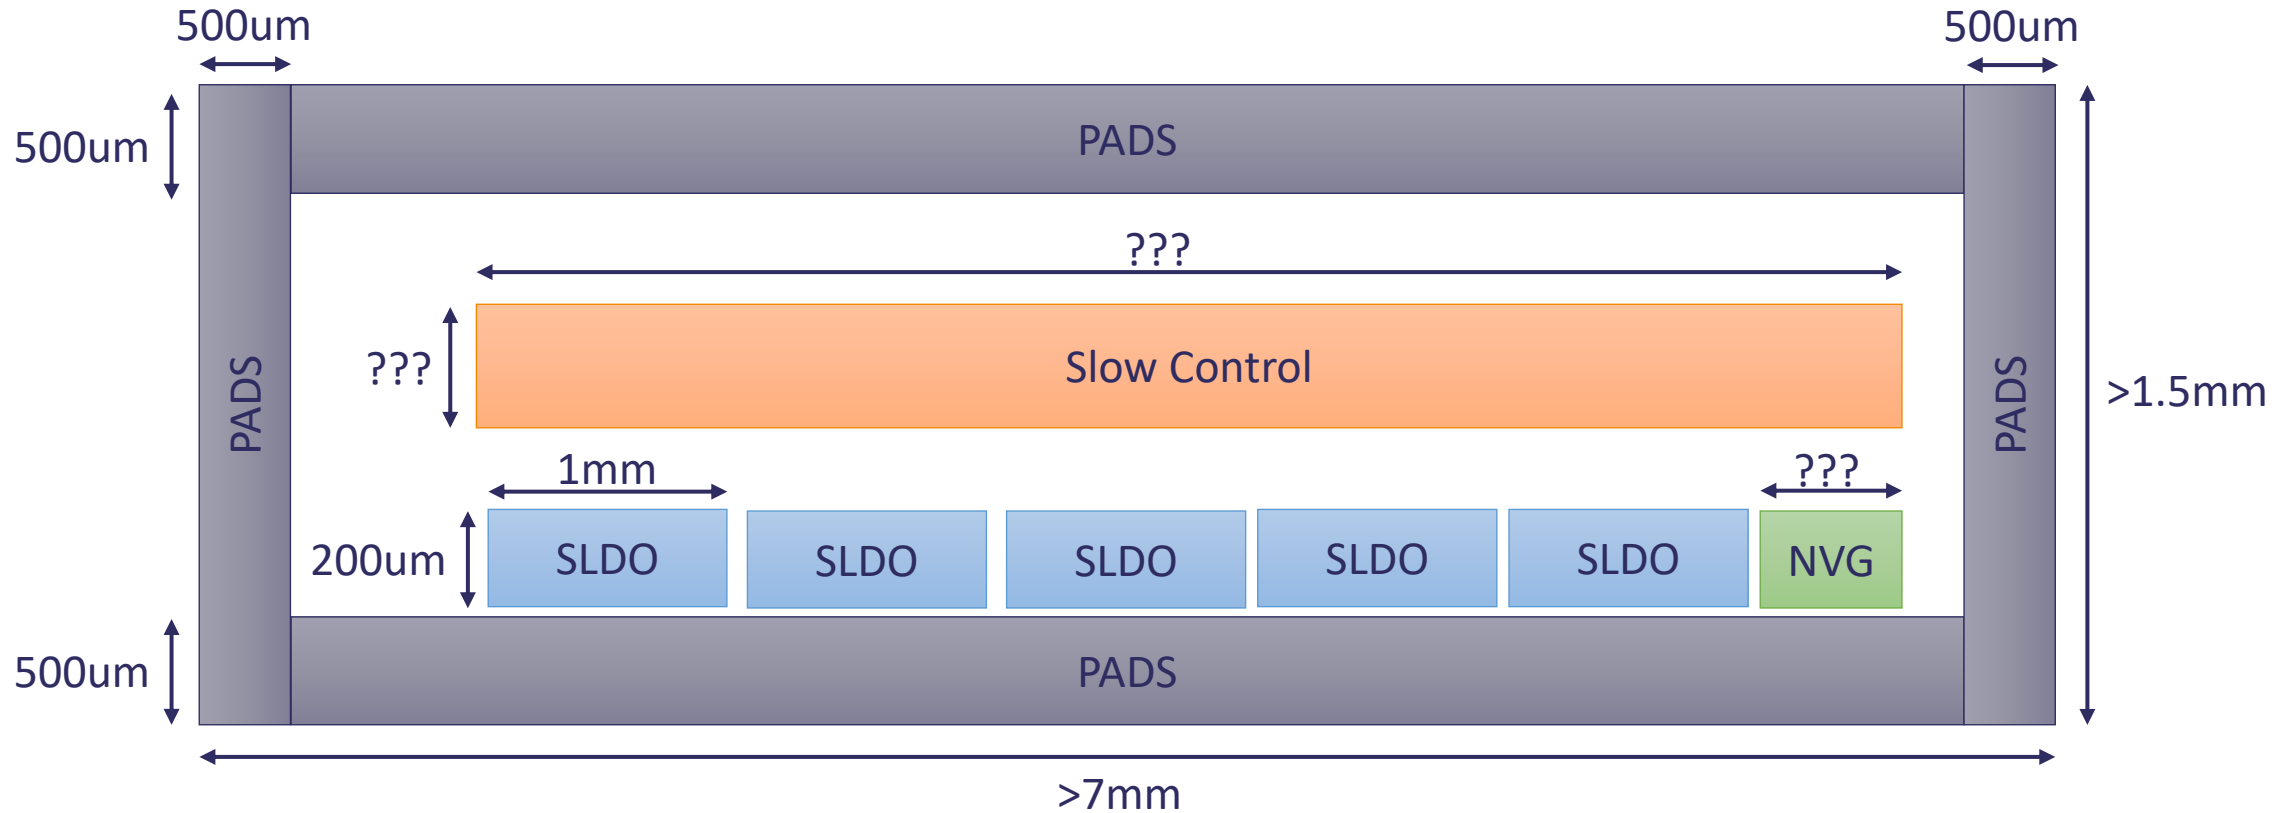 500um
500um
500um
PADS
???
???
Slow Control
PADS
PADS
>1.5mm
1mm
???
200um
SLDO
SLDO
SLDO
SLDO
SLDO
NVG
500um
PADS
>7mm